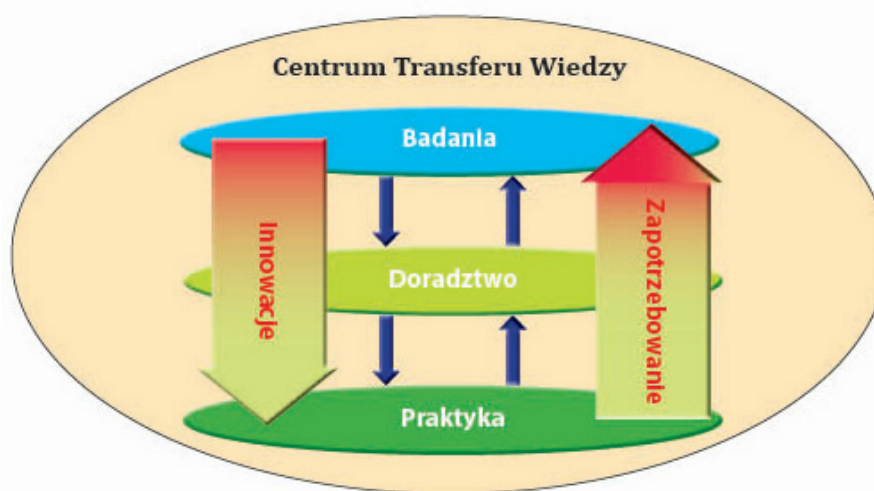 Centrum Transferu Wiedzy
Badania
Innowacje
Zapotrzebowanie
Doradztwo
Praktyka